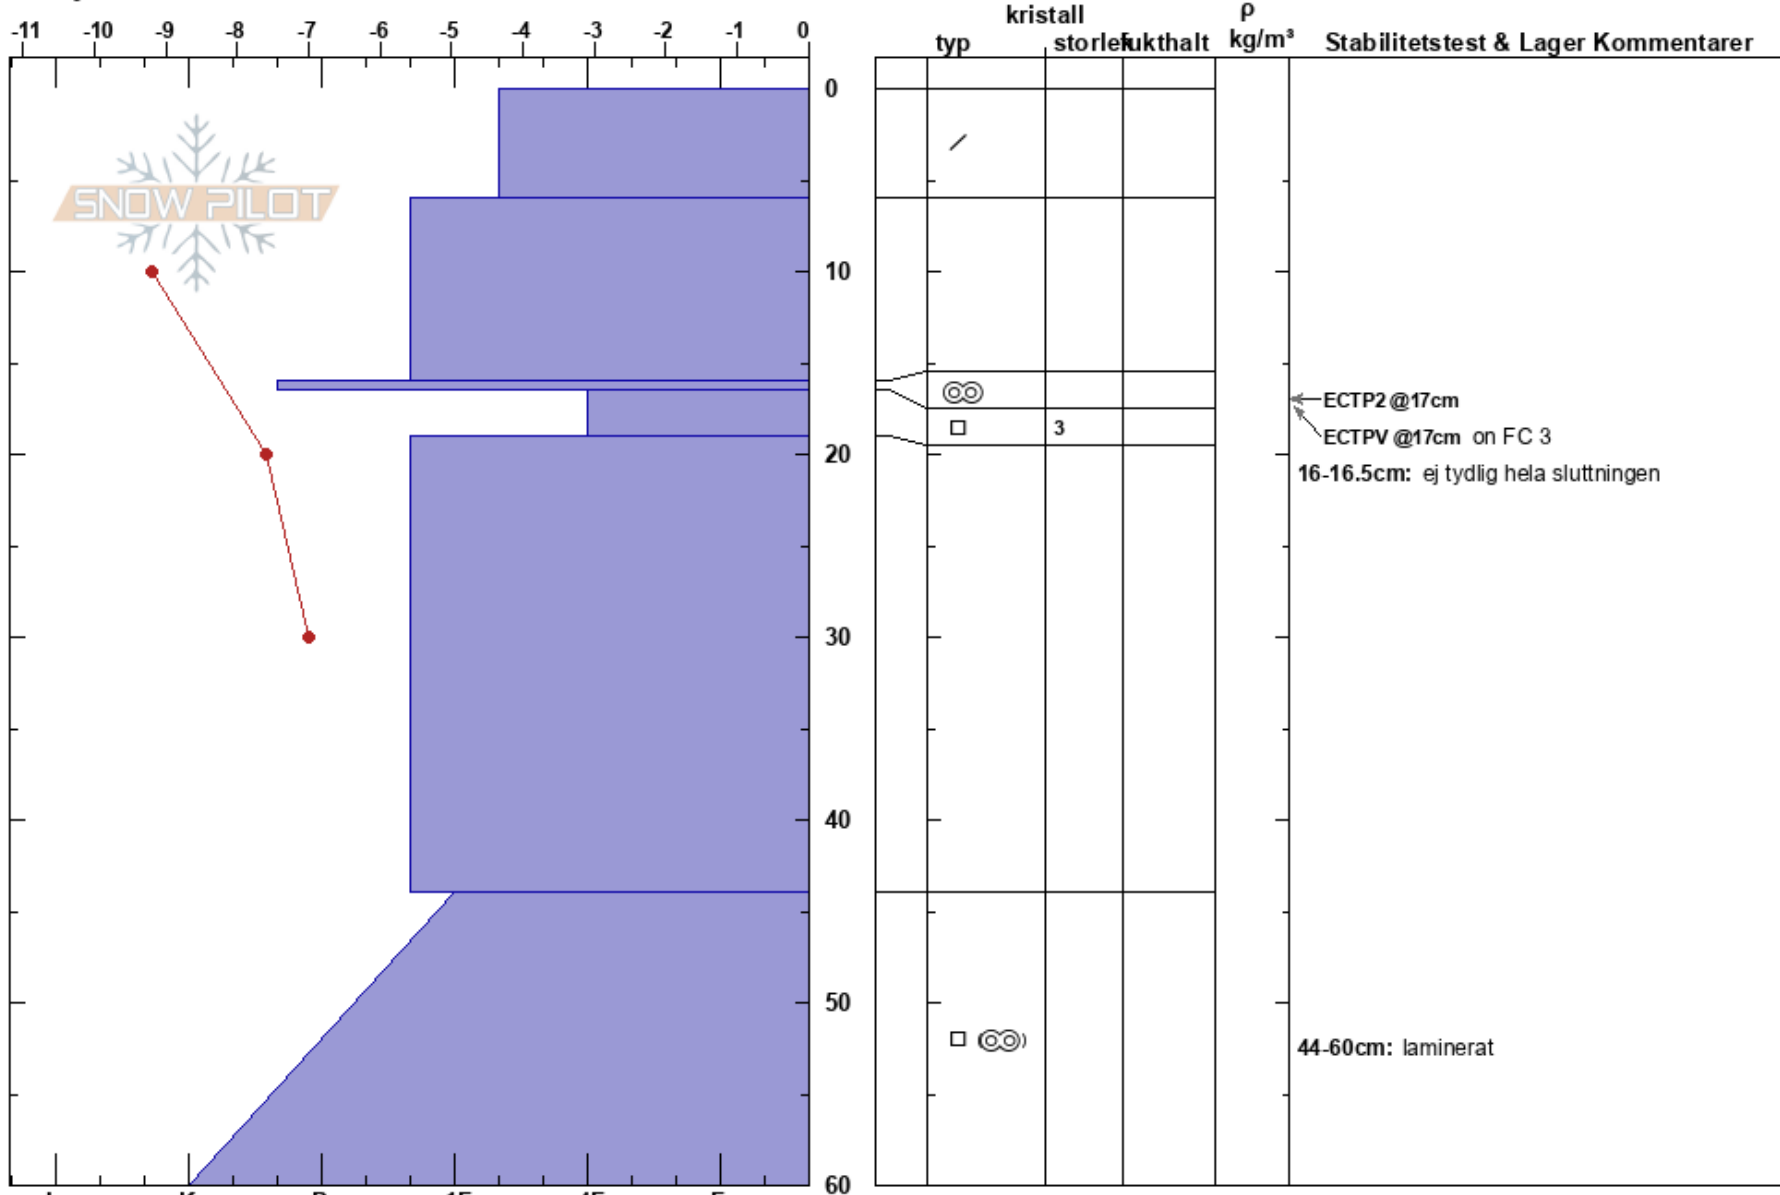 kristall ρ
-11 -10 -9 -8 -7 -6 -5 -4 -3 -2 -1 0 typ storlek fukthalt kg/m³ Stabilitetstest & Lager Kommentarer
0
SNOW PILOT
10
ECTP2 @17cm
3
ECTPV @17cm on FC 3
20
16-16.5cm: ej tydlig hela sluttningen
30
40
50
44-60cm: laminerat
60